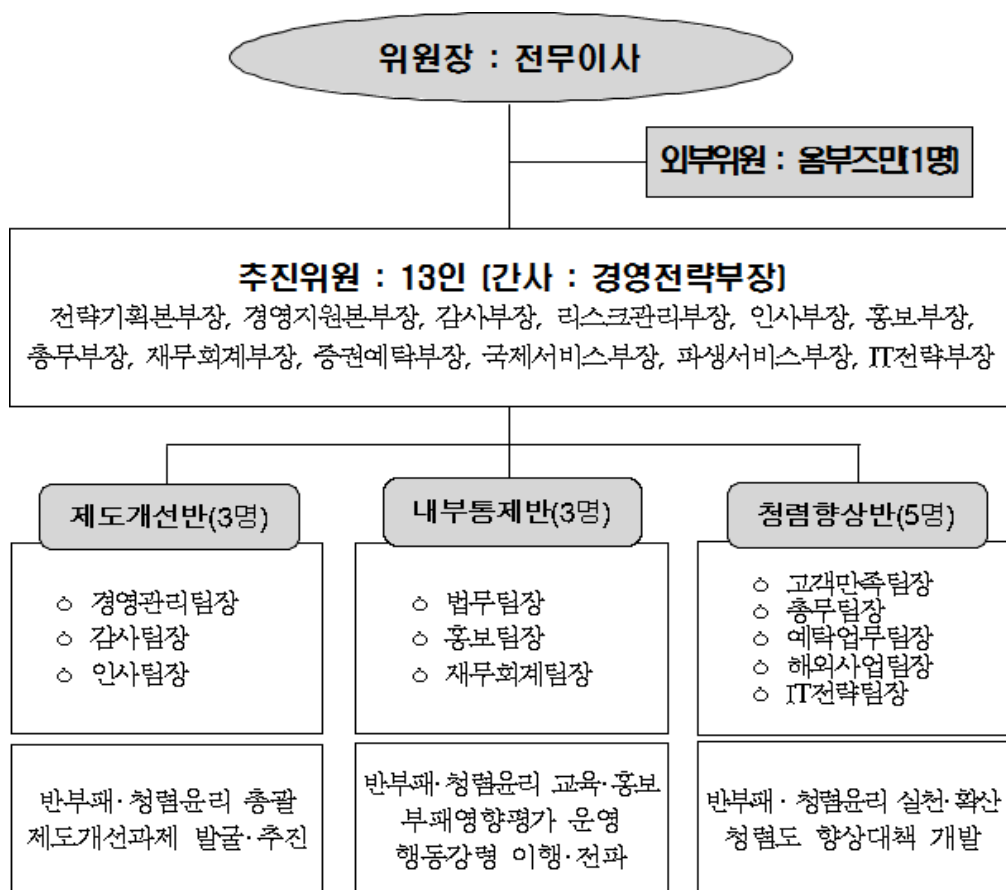 위원장 : 전무이사
외부위원 : 옴부즈만(1명)
추진위원 : 13인 (간사 : 경영전략부장)
전략기획본부장, 경영지원본부장, 감사부장, 리스크관리부장, 인사부장, 홍보부장,
총무부장, 재무회계부장, 증권예탁부장, 국제서비스부장, 파생서비스부장, IT전략부장
제도개선반(3명)
ㅇ 경영관리팀장
ㅇ 감사팀장
ㅇ 인사팀장
반부패·청렴윤리 총괄
제도개선과제 발굴·추진
내부통제반(3명)
ㅇ 법무팀장
ㅇ 홍보팀장
ㅇ 재무회계팀장
반부패·청렴윤리 교육·홍보
부패영향평가 운영
행동강령 이행·전파
청렴향상반(5명)
ㅇ 고객만족팀장
ㅇ 총무팀장
ㅇ 예탁업무팀장
ㅇ 해외사업팀장
ㅇ IT전략팀장
반부패·청렴윤리 실천·확산
청렴도 향상대책 개발